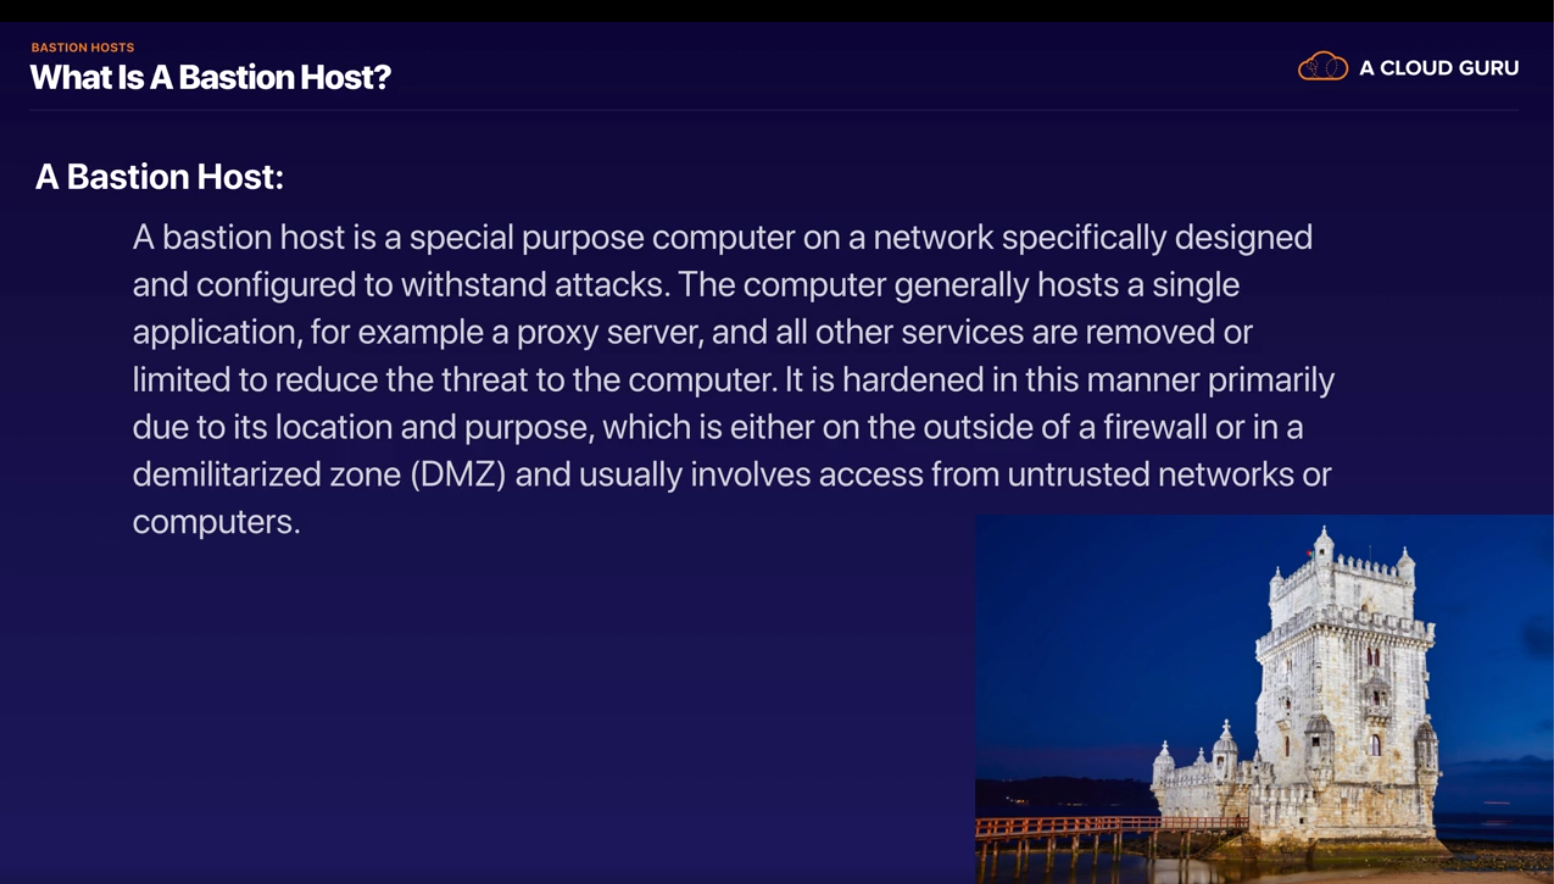 BASTION HOSTS
What Is A Bastion Host?
A CLOUD GURU
A Bastion Host:
A bastion host is a special purpose computer on a network specifically designed
and configured to withstand attacks. The computer generally hosts a single
application, for example a proxy server, and all other services are removed or
limited to reduce the threat to the computer. It is hardened in this manner primarily
due to its location and purpose, which is either on the outside of a firewall or in a
demilitarized zone (DMZ) and usually involves access from untrusted networks or
computers.